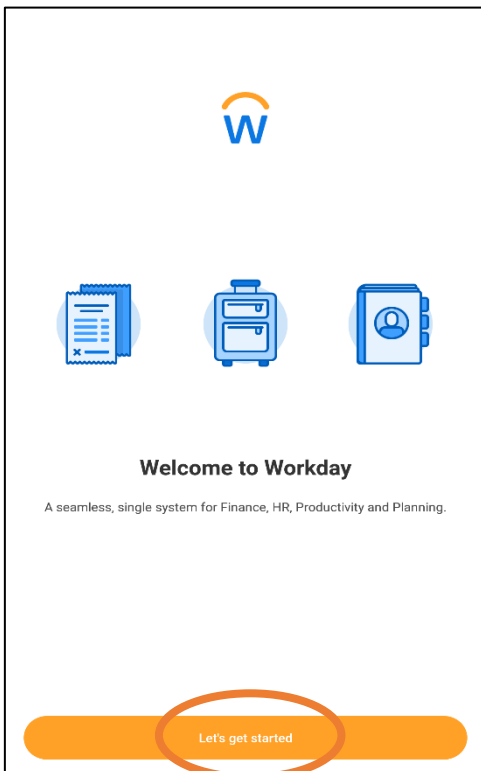 W
Welcome to Workday
A seamless, single system for Finance, HR, Productivity and Planning.
Let's get started